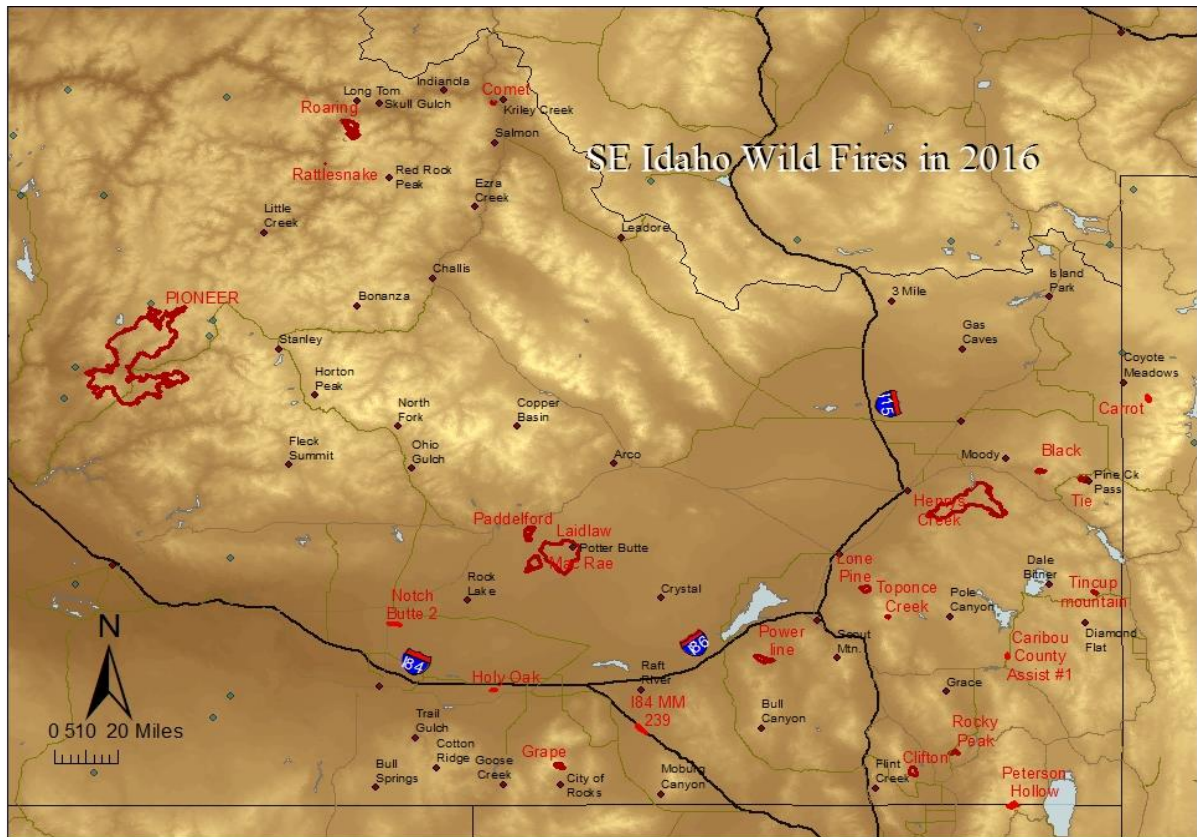 SE Idaho Wild Fires in 2016
Indianola
Long Tom
Skull Gulch
Roaring
Comet
Kriley Creek
Salmon
Rattlesnake
Red Rock
Peak
Ezra
Creek
Little
Creek
Leadore
Challis
Island
Park
PIONEER
Bonanza
3 Mile
Stanley
Gas
Caves
Coyote –
Meadows
Horton
Peak
North
Fork
Copper
Basin
I15
Carrot
Fleck
Summit
Ohio
Gulch
Arco
Moody
Black
Pine Ck
Pass
Tie
Henrys
Creek
Paddelford
Laidlaw
Mac Rae
Potter Butte
Lone
Pine
Dale
Bitner
Tincup
mountain
Rock
Lake
Crystal
Toponce
Creek
Pole
Canyon
Notch
Butte 2
Diamond
Flat
N
I84
I86
Power
line
Scout
Mtn.
Caribou
County
Assist #1
Holy Oak
Raft
River
Grace
0 510 20 Miles
I84 MM
239
Trail
Gulch
Bull
Canyon
Rocky
Peak
Cotton
Ridge
Bull
Springs
Goose
Creek
Grape
City of
Rocks
Moburg
Canyon
Flint
Creek
Clifton
Peterson
Hollow